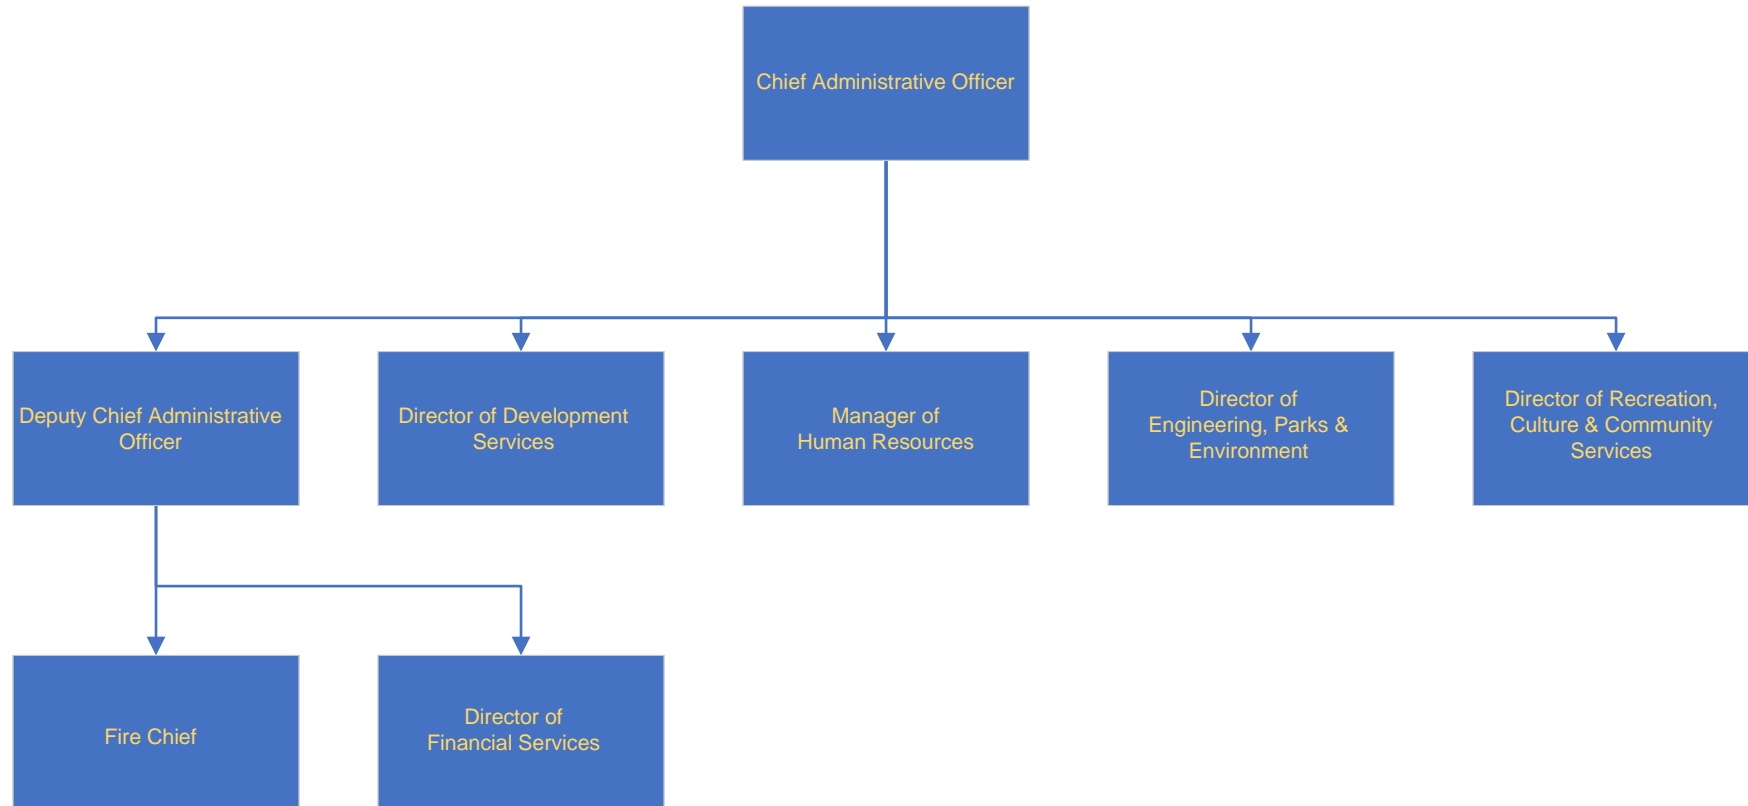 Chief Administrative Officer
Deputy Chief Administrative
Officer
Director of Development
Services
Manager of
Human Resources
Director of
Engineering, Parks &
Environment
Director of Recreation,
Culture & Community
Services
Fire Chief
Director of
Financial Services